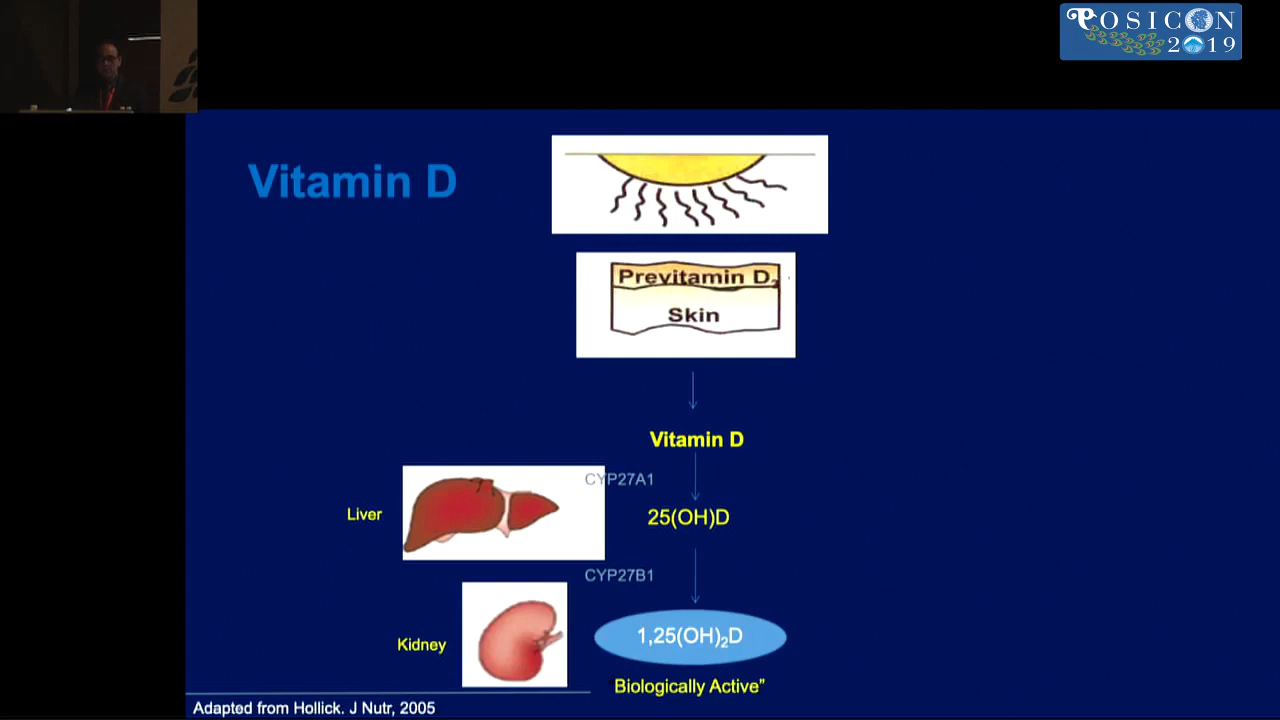 POSICON
2019
Vitamin D
Previtamin D₃
Skin
Vitamin D
CYP27A1
Liver
25(OH)D
CYP27B1
Kidney
1,25(OH)₂D
"Biologically Active”
Adapted from Hollick. J Nutr, 2005